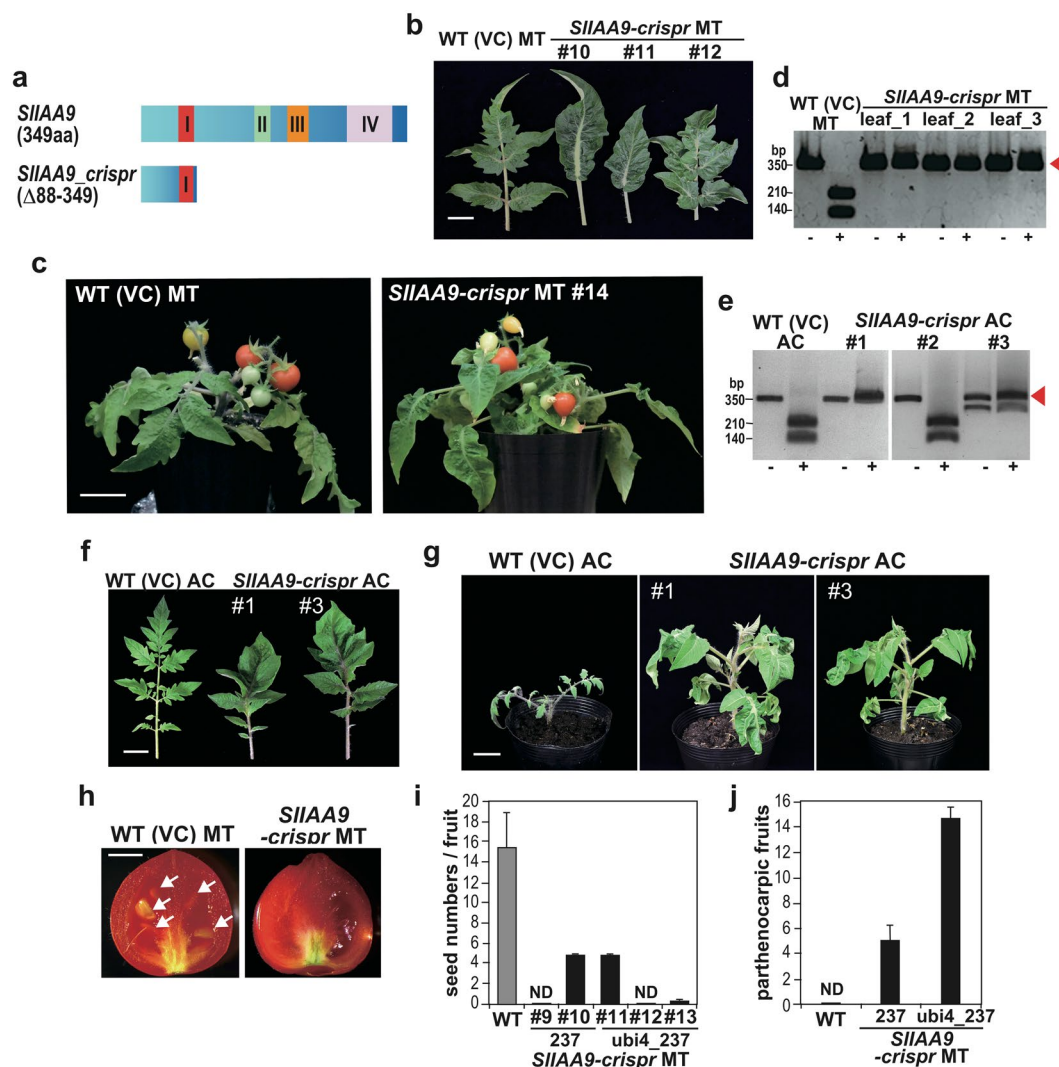 a
SlIAA9
(349aa)
I
II
III
IV
SlIAA9_crispr
(Δ88-349)
I
b
WT (VC) MT
SlIAA9-crispr MT
#10
#11
#12
c
WT (VC) MT
SlIAA9-crispr MT #14
d
WT (VC)
MT
SlIAA9-crispr MT
leaf_1
leaf_2
leaf_3
bp
350
210
140
- + - + - + - +
e
WT (VC)
AC
SlIAA9-crispr AC
#1
#2
#3
bp
350
210
140
- + - + - + - +
f
WT (VC) AC
SlIAA9-crispr AC
#1
#3
g
WT (VC) AC
SlIAA9-crispr AC
#1
#3
h
WT (VC) MT
SlIAA9
-crispr MT
i
seed numbers / fruit
20
18
16
14
12
10
8
6
4
2
0
ND
ND
WT
#9 #10 #11 #12 #13
237
ubi4_237
SlIAA9-crispr MT
j
parthenocarpic fruits
16
14
12
10
8
6
4
2
0
ND
WT
237
ubi4_237
SlIAA9
-crispr MT